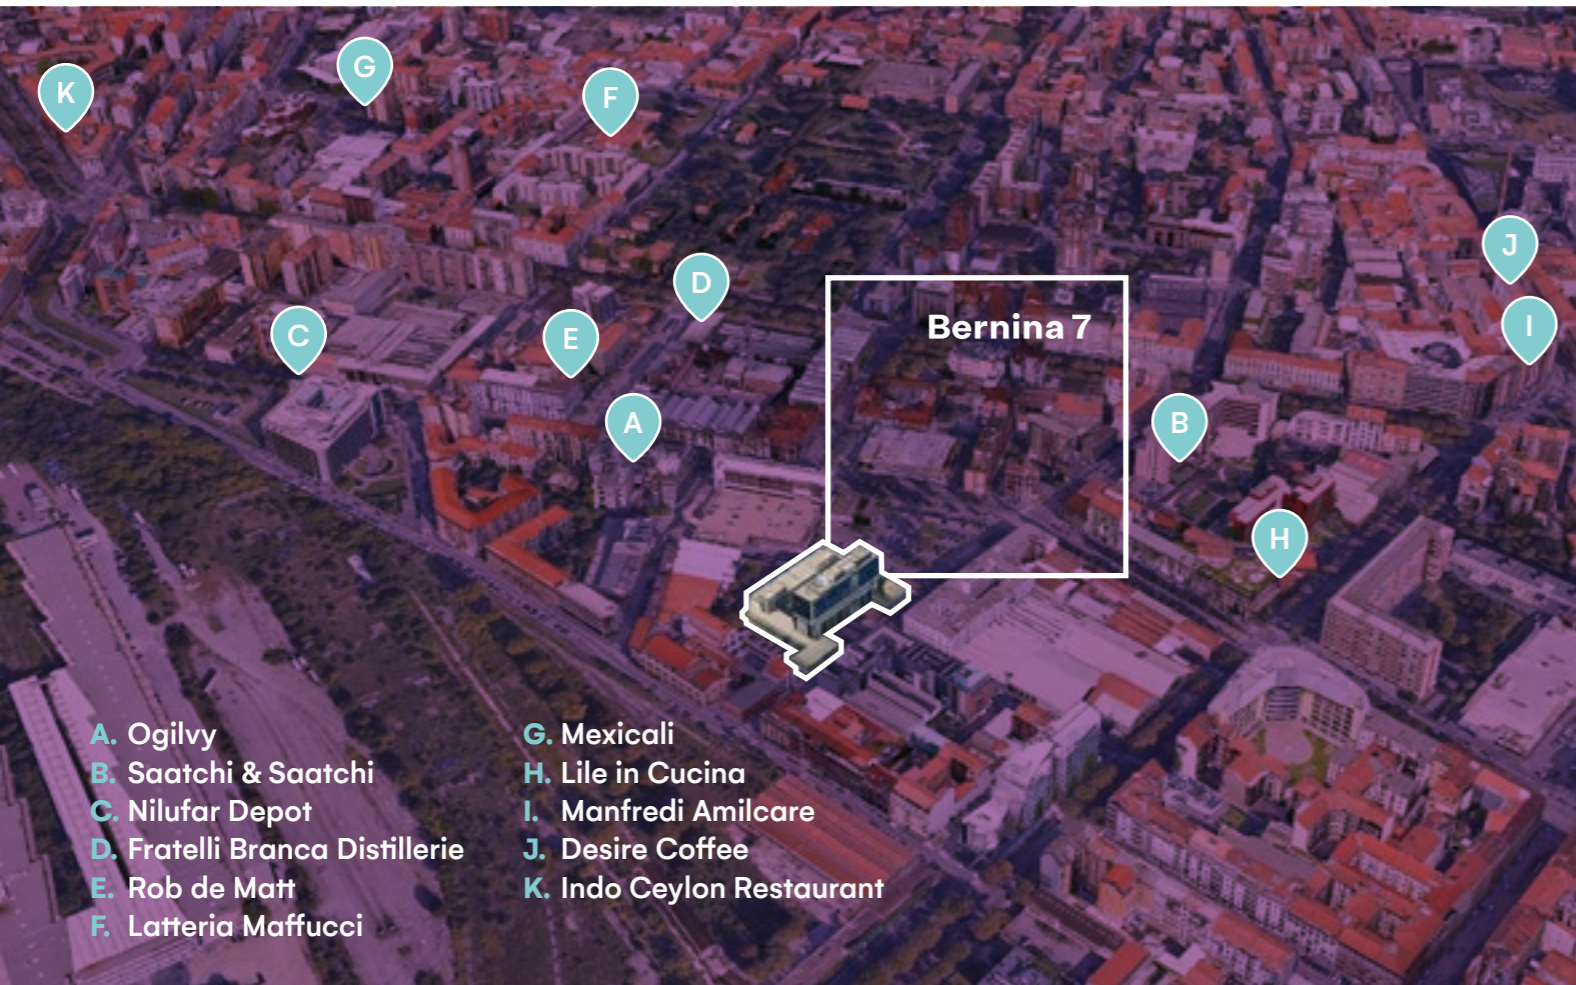 K
G
F
J
D
C
E
I
Bernina 7
A
B
H
A. Ogilvy
B. Saatchi & Saatchi
C. Nilufar Depot
D. Fratelli Branca Distillerie
E. Rob de Matt
F. Latteria Maffucci
G. Mexicali
H. Lile in Cucina
I. Manfredi Amilcare
J. Desire Coffee
K. Indo Ceylon Restaurant